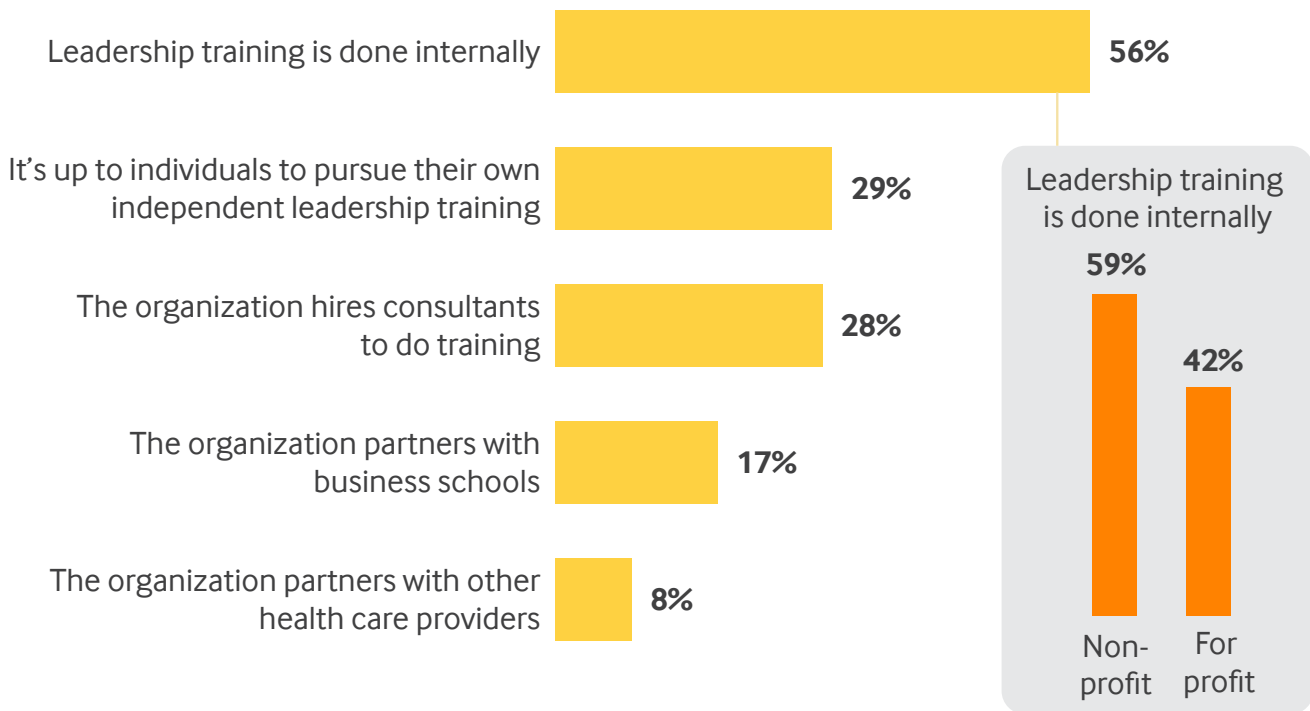 Leadership training is done internally
56%
It’s up to individuals to pursue their own
independent leadership training
29%
The organization hires consultants
to do training
28%
The organization partners with
business schools
17%
The organization partners with other
health care providers
8%
Leadership training
is done internally
59%
42%
Non-
profit
For
profit